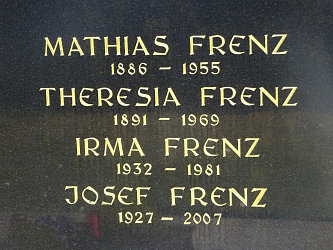 MATHIAS FRENZ
1886 – 1955
THERESIA FRENZ
1891 – 1969
IRMA FRENZ
1932 – 1981
JOSEF FRENZ
1927 – 2007